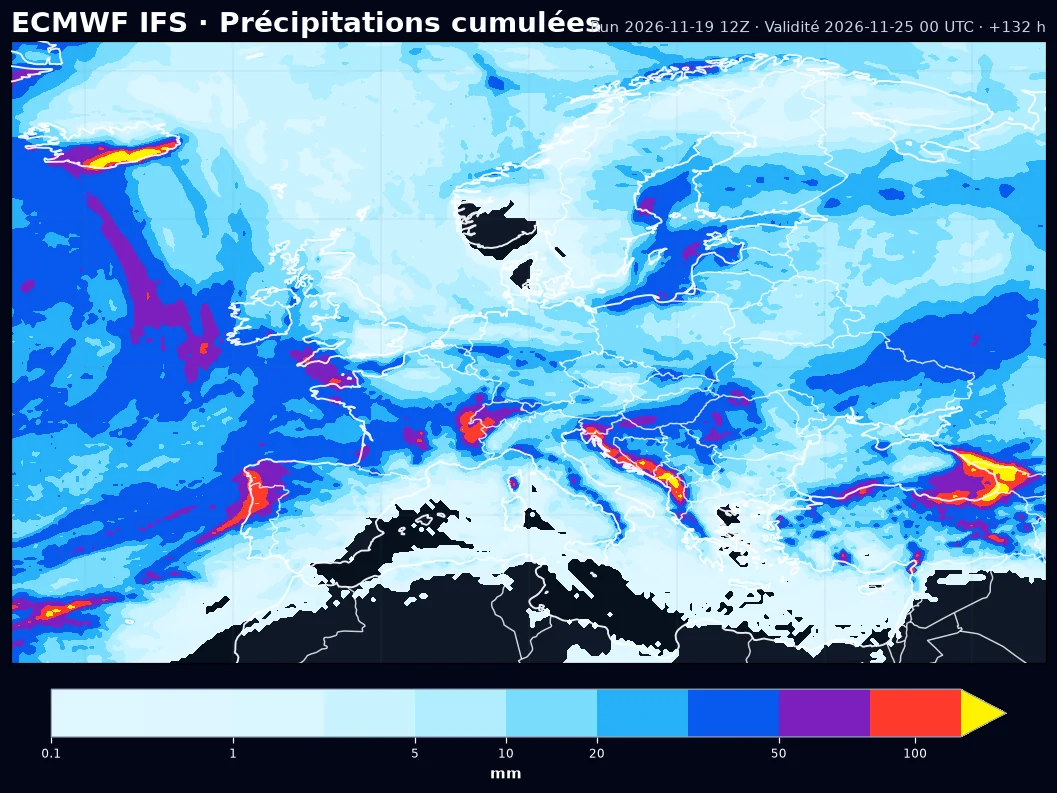 ECMWF IFS · Précipitations cumulées
Run 2026-11-19 12Z · Validité 2026-11-25 00 UTC · +132 h
0.1 1 5 10 20 50 100
mm